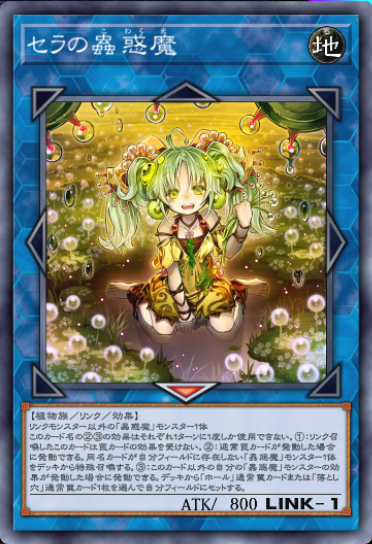 セラの蟲惑魔
こわくま
地
【植物族／リンク／効果】
リンクモンスター以外の「蟲惑魔」モンスター1体
このカード名の②③の効果はそれぞれ1ターンに1度しか使用できない。①：リンク召
喚したこのカードは罠カードの効果を受けない。②：通常罠カードが発動した場合
に発動できる。同名カードが自分フィールドに存在しない「蟲惑魔」モンスター1体
をデッキから特殊召喚する。③：このカード以外の自分の「蟲惑魔」モンスターの効
果が発動した場合に発動できる。デッキから「ホール」通常罠カードまたは「落とし
穴」通常罠カード1枚を選んで自分フィールドにセットする。
ATK/ 800 LINK-1